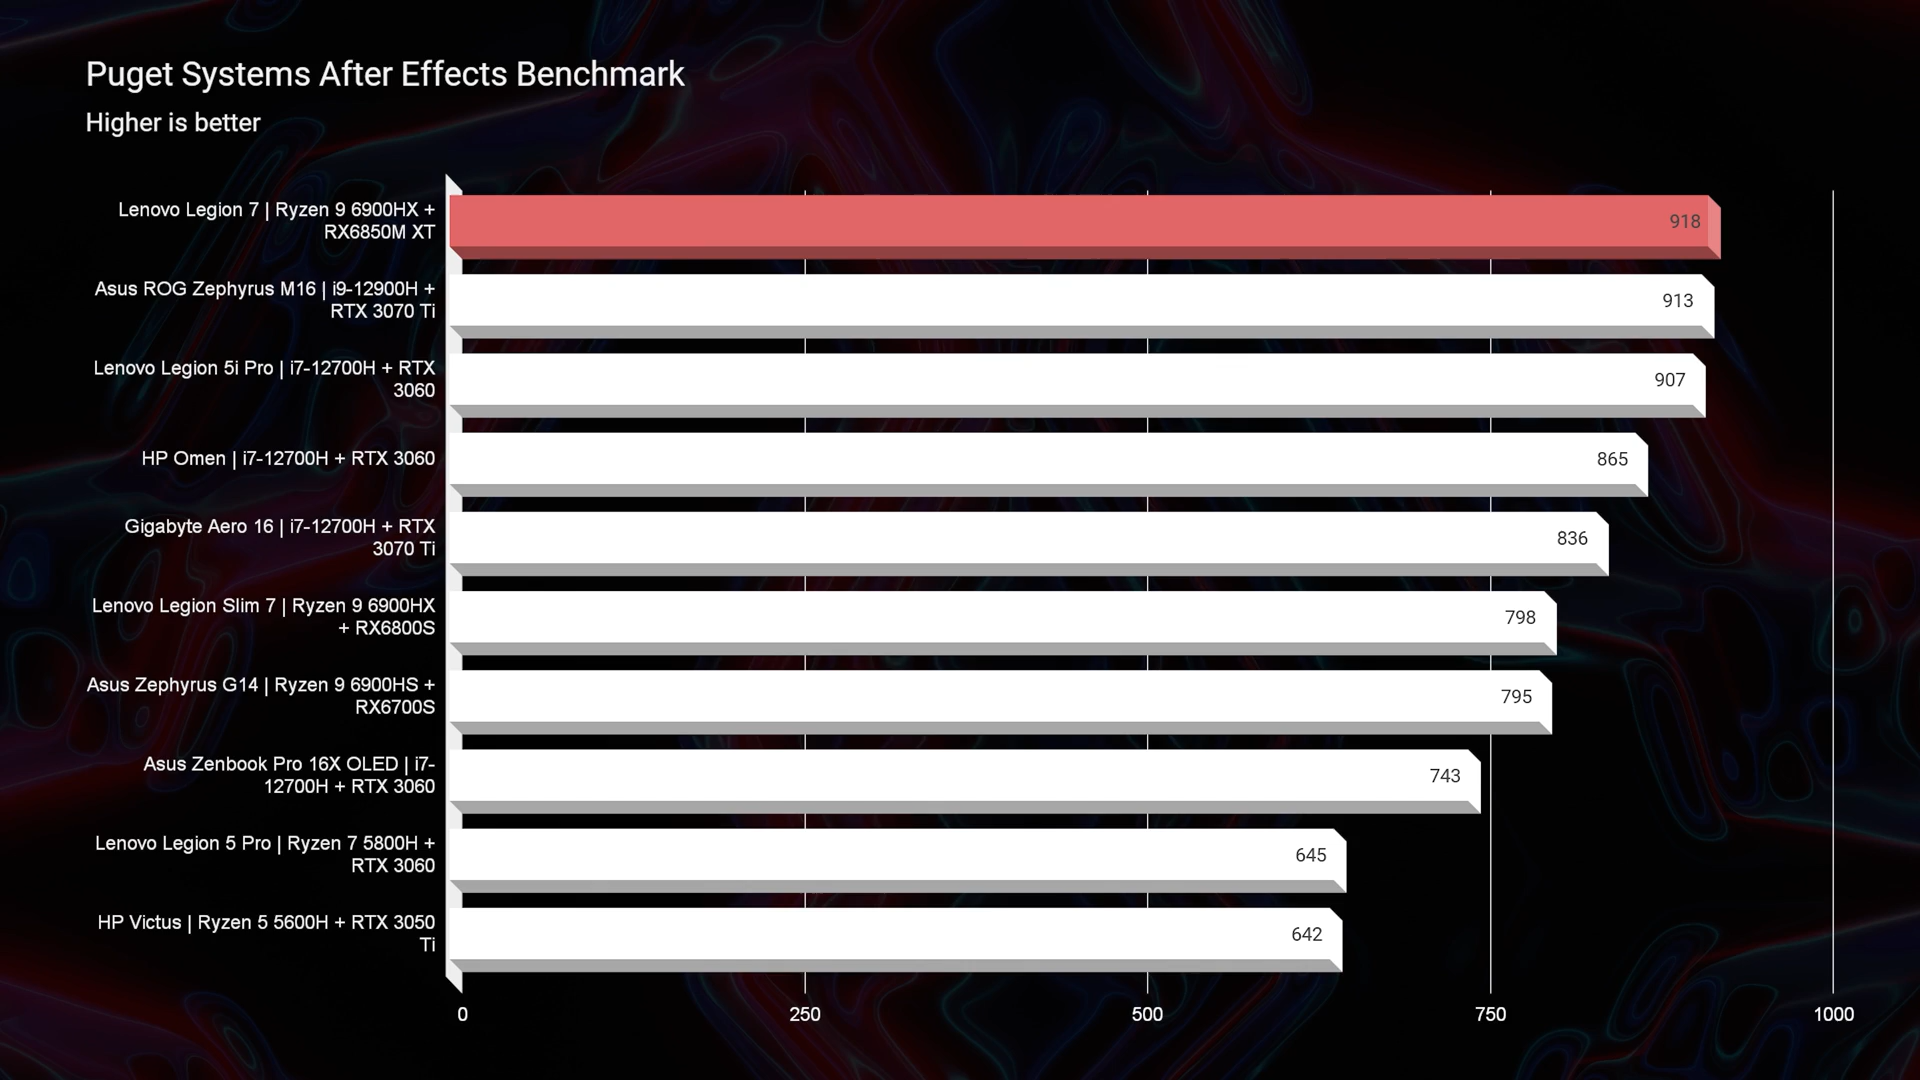 Puget Systems After Effects Benchmark
Higher is better
Lenovo Legion 7 | Ryzen 9 6900HX +
RX6850M XT
918
Asus ROG Zephyrus M16 | i9-12900H +
RTX 3070 Ti
913
Lenovo Legion 5i Pro | i7-12700H + RTX
3060
907
HP Omen | i7-12700H + RTX 3060
865
Gigabyte Aero 16 | i7-12700H + RTX
3070 Ti
836
Lenovo Legion Slim 7 | Ryzen 9 6900HX
+ RX6800S
798
Asus Zephyrus G14 | Ryzen 9 6900HS +
RX6700S
795
Asus Zenbook Pro 16X OLED | i7-
12700H + RTX 3060
743
Lenovo Legion 5 Pro | Ryzen 7 5800H +
RTX 3060
645
HP Victus | Ryzen 5 5600H + RTX 3050
Ti
642
0 250 500 750 1000